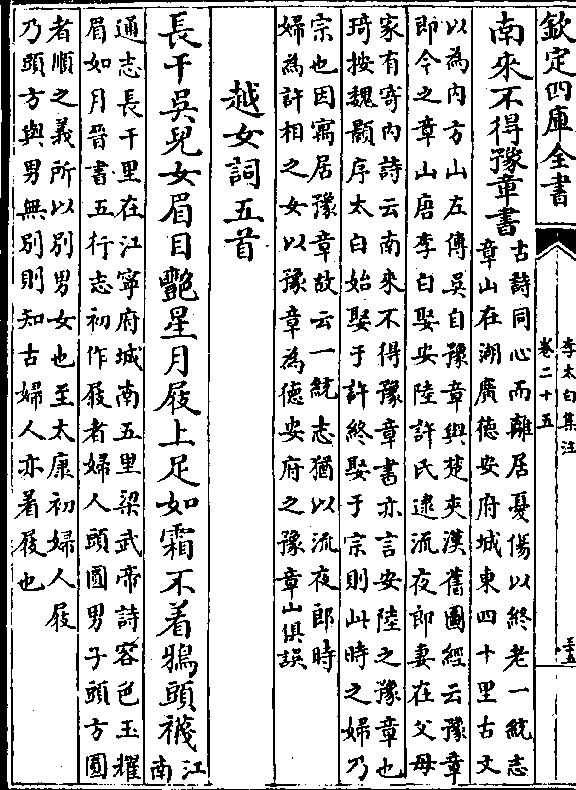 欽定四庫全書
李太白集注
卷二十五
三五
南來不得豫章書
古詩同心而離居憂傷以終老一統志
章山在湖廣德安府城東四十里古文
以為内方山左傳吳自豫章與楚夾漢舊圖經云豫章
即今之章山唐李白娶安陸許氏逮流夜郎妻在父母
家有寄内詩云南來不得豫章書亦言安陸之豫章也
琦按魏顥序太白始娶于許終娶于宗則此時之婦乃
宗也因寓居豫章故云一統志猶以流夜郎時
婦為許相之女以豫章為德安府之豫章山俱誤
越女詞五首
長干吳兒女眉目艷星月屐上足如霜不着鴉頭襪
江
南
通志長干里在江寧府城南五里梁武帝詩容色玉耀
眉如月晉書五行志初作屐者婦人頭圓男子頭方圓
者順之義所以別男女也至太康初婦人屐
乃頭方與男無別則知古婦人亦着屐也